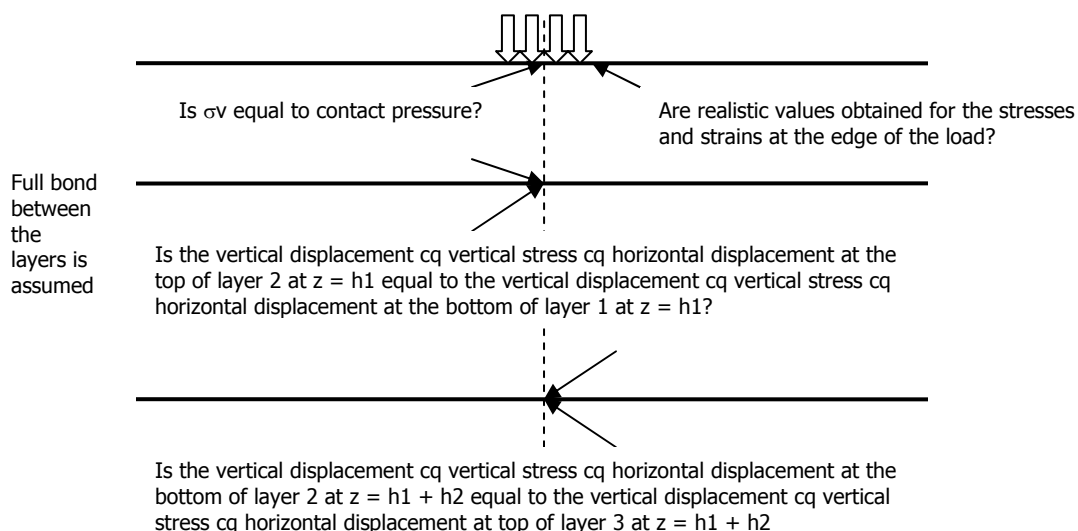 Is σv equal to contact pressure?
Are realistic values obtained for the stresses
and strains at the edge of the load?
Full bond
between
the
layers is
assumed
Is the vertical displacement cq vertical stress cq horizontal displacement at the
top of layer 2 at z = h1 equal to the vertical displacement cq vertical stress cq
horizontal displacement at the bottom of layer 1 at z = h1?
Is the vertical displacement cq vertical stress cq horizontal displacement at the
bottom of layer 2 at z = h1 + h2 equal to the vertical displacement cq vertical
stress cq horizontal displacement at top of layer 3 at z = h1 + h2